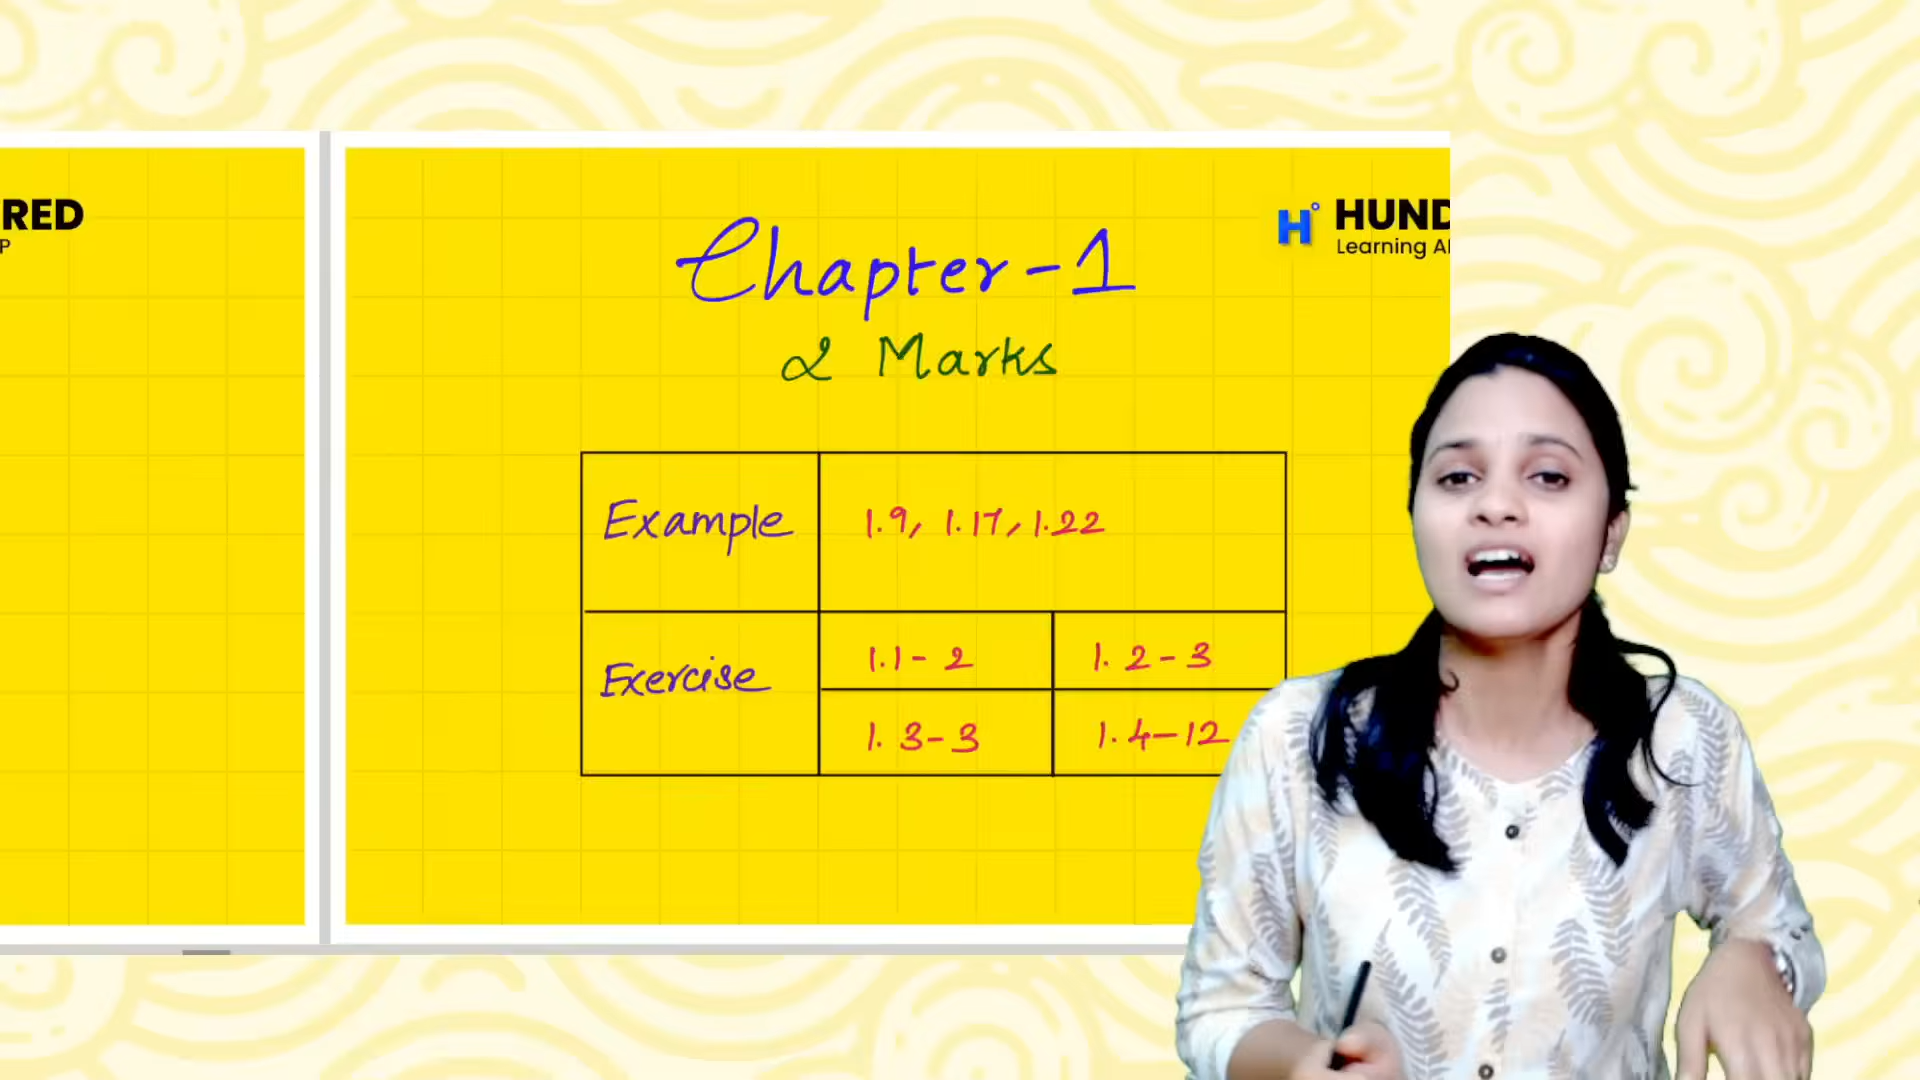 RED
P
HUND
Learning A
Chapter-1
2 Marks
Example 1.9, 1.17, 1.22
Exercise 1.1-2 1.2-3
1.3-3 1.4-12